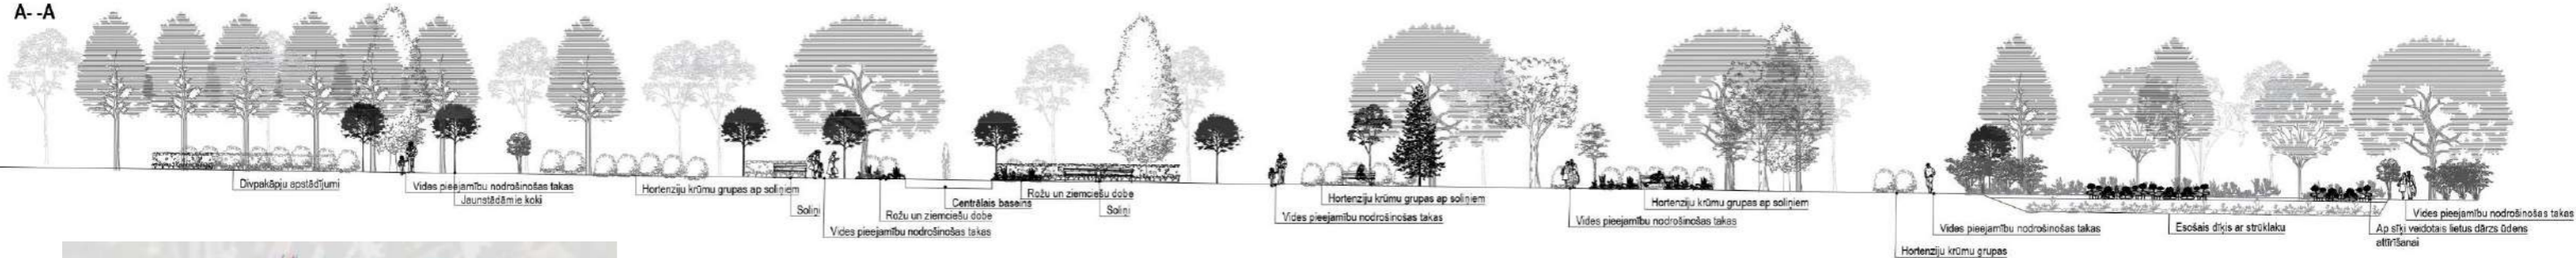 A- -A
Divpakāpju apstādījumi
Vides pieejamību nodrošinošas takas
Jaunstādāmie koki
Hortenziju krūmu grupas ap soliņiem
Soliņi
Vides pieejamību nodrošinošas takas
Rožu un ziemciešu dobe
Centrālais baseins
Rožu un ziemciešu dobe
Soliņi
Vides pieejamību nodrošinošas takas
Hortenziju krūmu grupas ap soliņiem
Vides pieejamību nodrošinošas takas
Hortenziju krūmu grupas ap soliņiem
Hortenziju krūmu grupas
Vides pieejamību nodrošinošas takas
Esošais dīķis ar strūklaku
Ap sīķi veidotais lietus dārzs ūdens
attīrīšanai
Vides pieejamību nodrošinošas takas